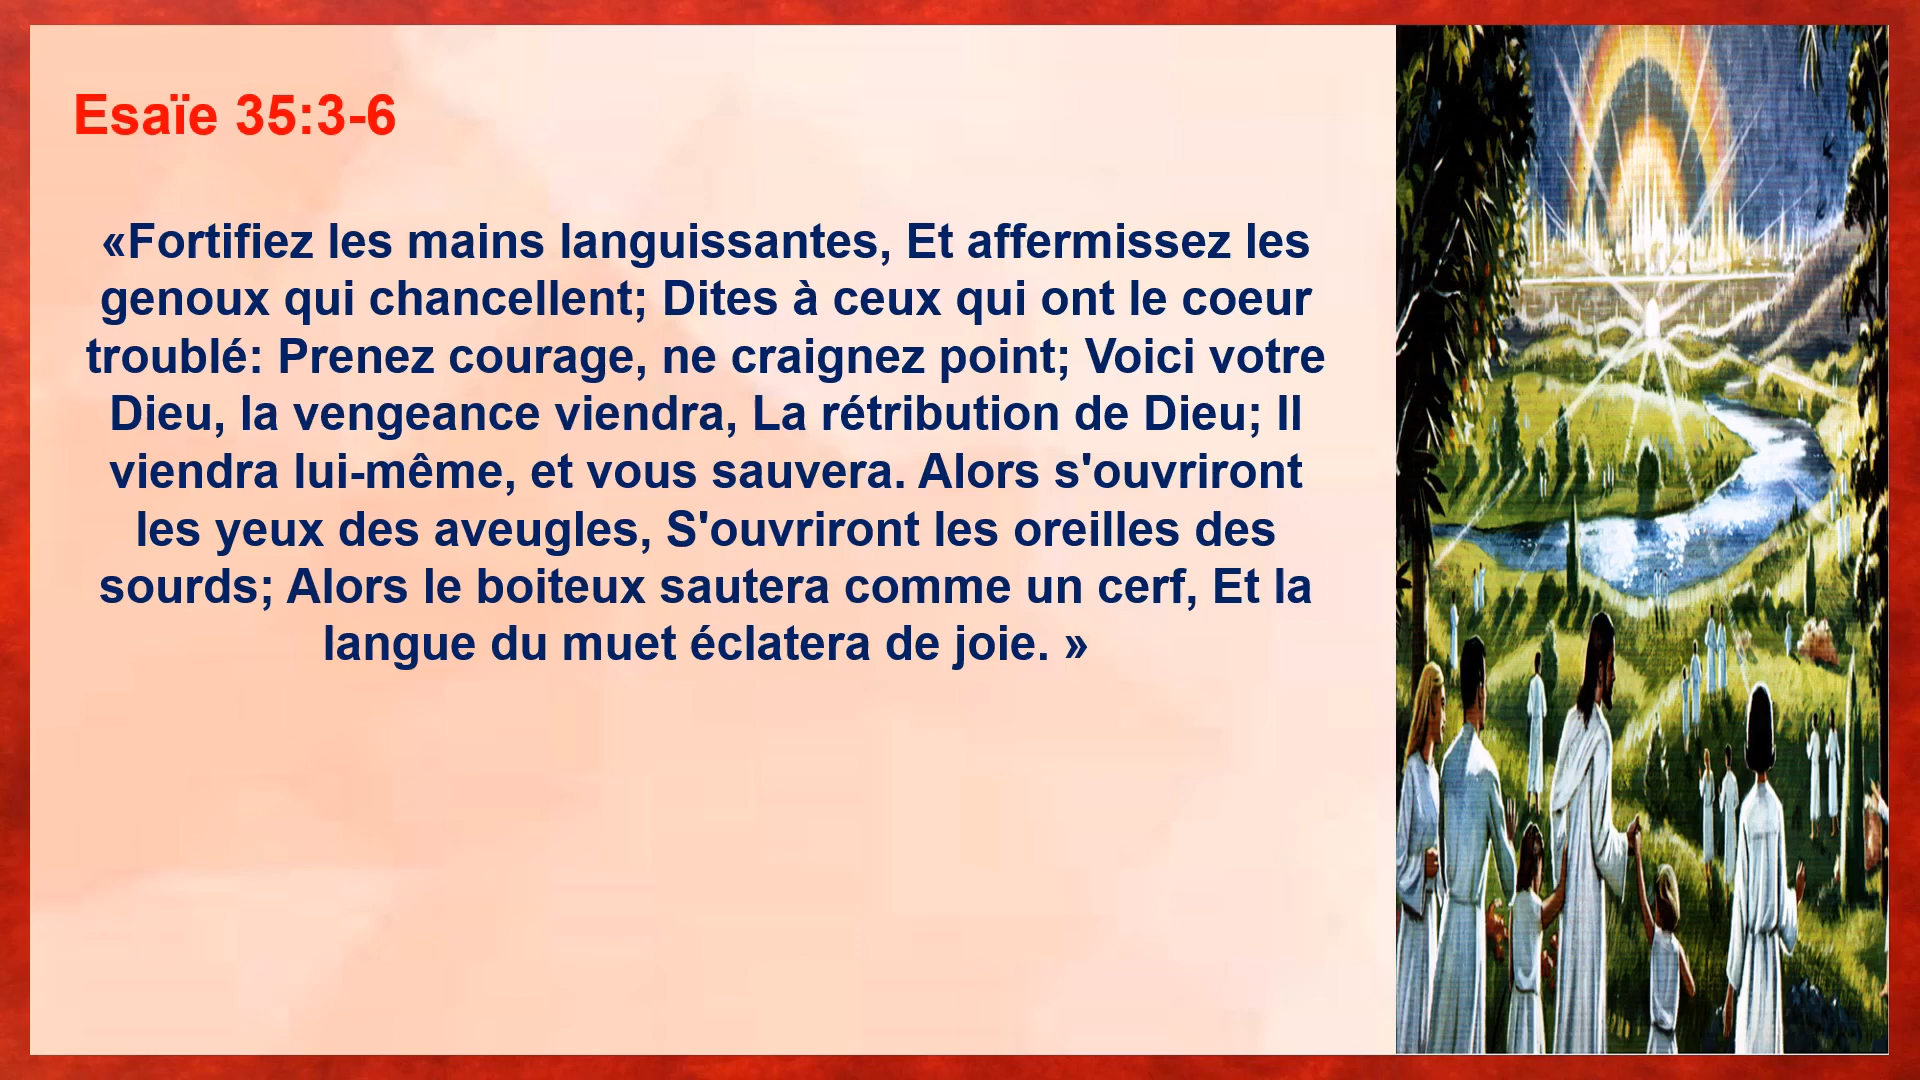 Esaïe 35:3-6
«Fortifiez les mains languissantes, Et affermissez les
genoux qui chancellent; Dites à ceux qui ont le coeur
troublé: Prenez courage, ne craignez point; Voici votre
Dieu, la vengeance viendra, La rétribution de Dieu; Il
viendra lui-même, et vous sauvera. Alors s'ouvriront
les yeux des aveugles, S'ouvriront les oreilles des
sourds; Alors le boiteux sautera comme un cerf, Et la
langue du muet éclatera de joie. »